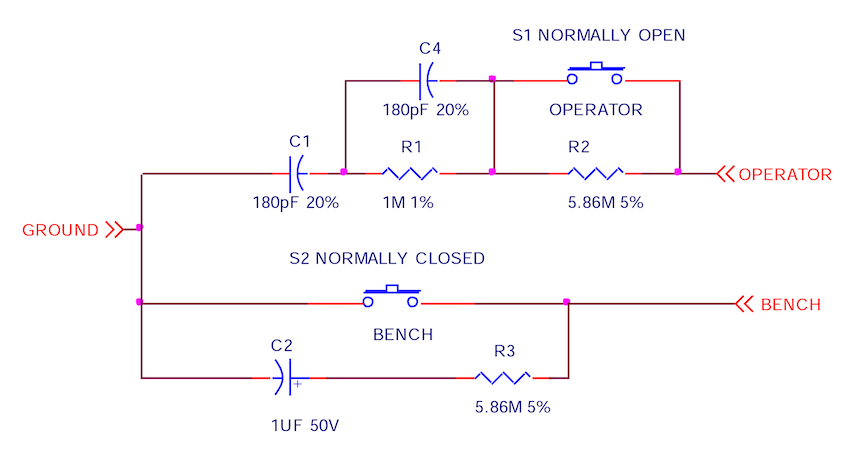 S1 NORMALLY OPEN
C4
180pF 20%
OPERATOR
C1
R1
R2
OPERATOR
180pF 20%
1M 1%
5.86M 5%
GROUND
S2 NORMALLY CLOSED
BENCH
BENCH
C2
R3
+
5.86M 5%
1UF 50V